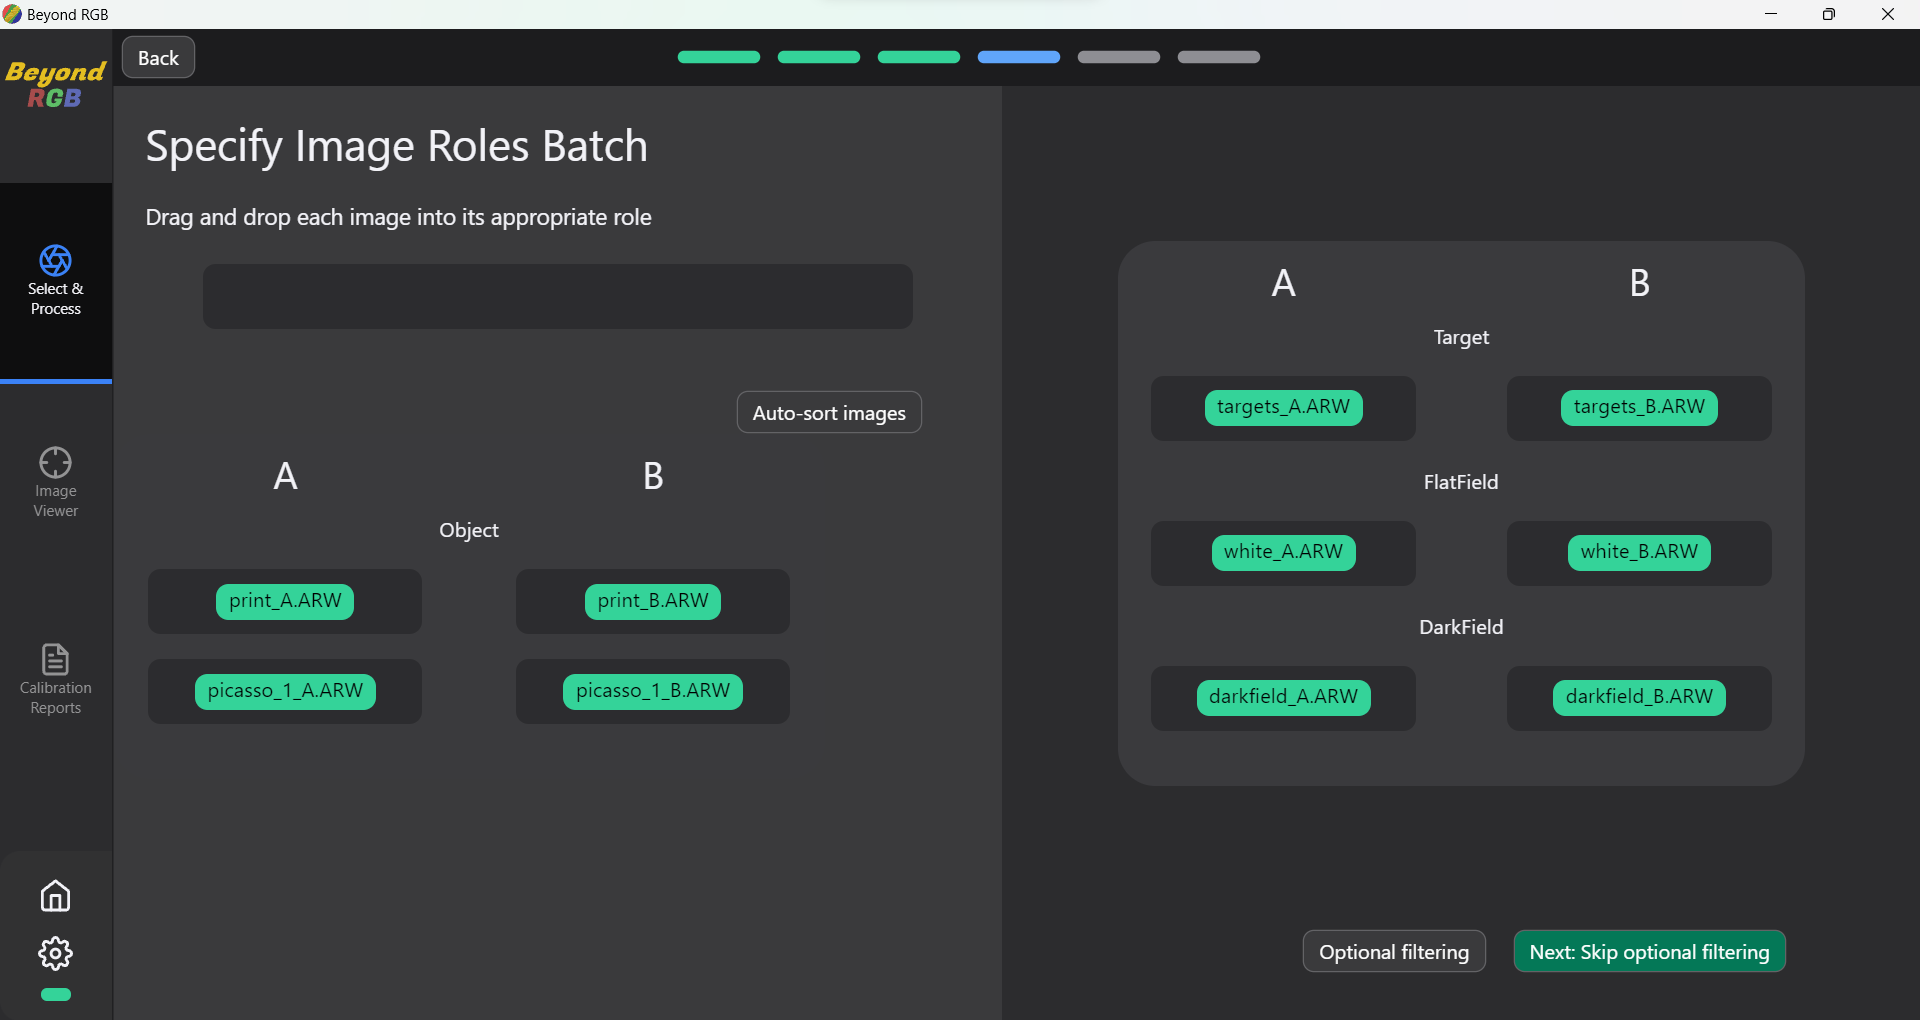 Beyond RGB
Beyond
RGB
Back
Specify Image Roles Batch
Drag and drop each image into its appropriate role
Select &
Process
Auto-sort images
A B
Object
print_A.ARW print_B.ARW
picasso_1_A.ARW picasso_1_B.ARW
Image
Viewer
Calibration
Reports
A B
Target
targets_A.ARW targets_B.ARW
FlatField
white_A.ARW white_B.ARW
DarkField
darkfield_A.ARW darkfield_B.ARW
Optional filtering
Next: Skip optional filtering